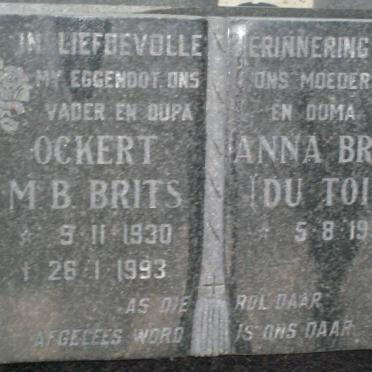 IN LIEFDEVOLLE
MY EGGENOOT, ONS
VADER EN OUPA
OCKERT
M.B. BRITS
* 9·11·1930
† 26·1·1993
AS DIE
AFGELEES WORD
ERINNERING
ONS MOEDER
EN OUMA
ANNA BR
(DU TOI
* 5·8·19
ROL DAAR
IS ONS DAAR